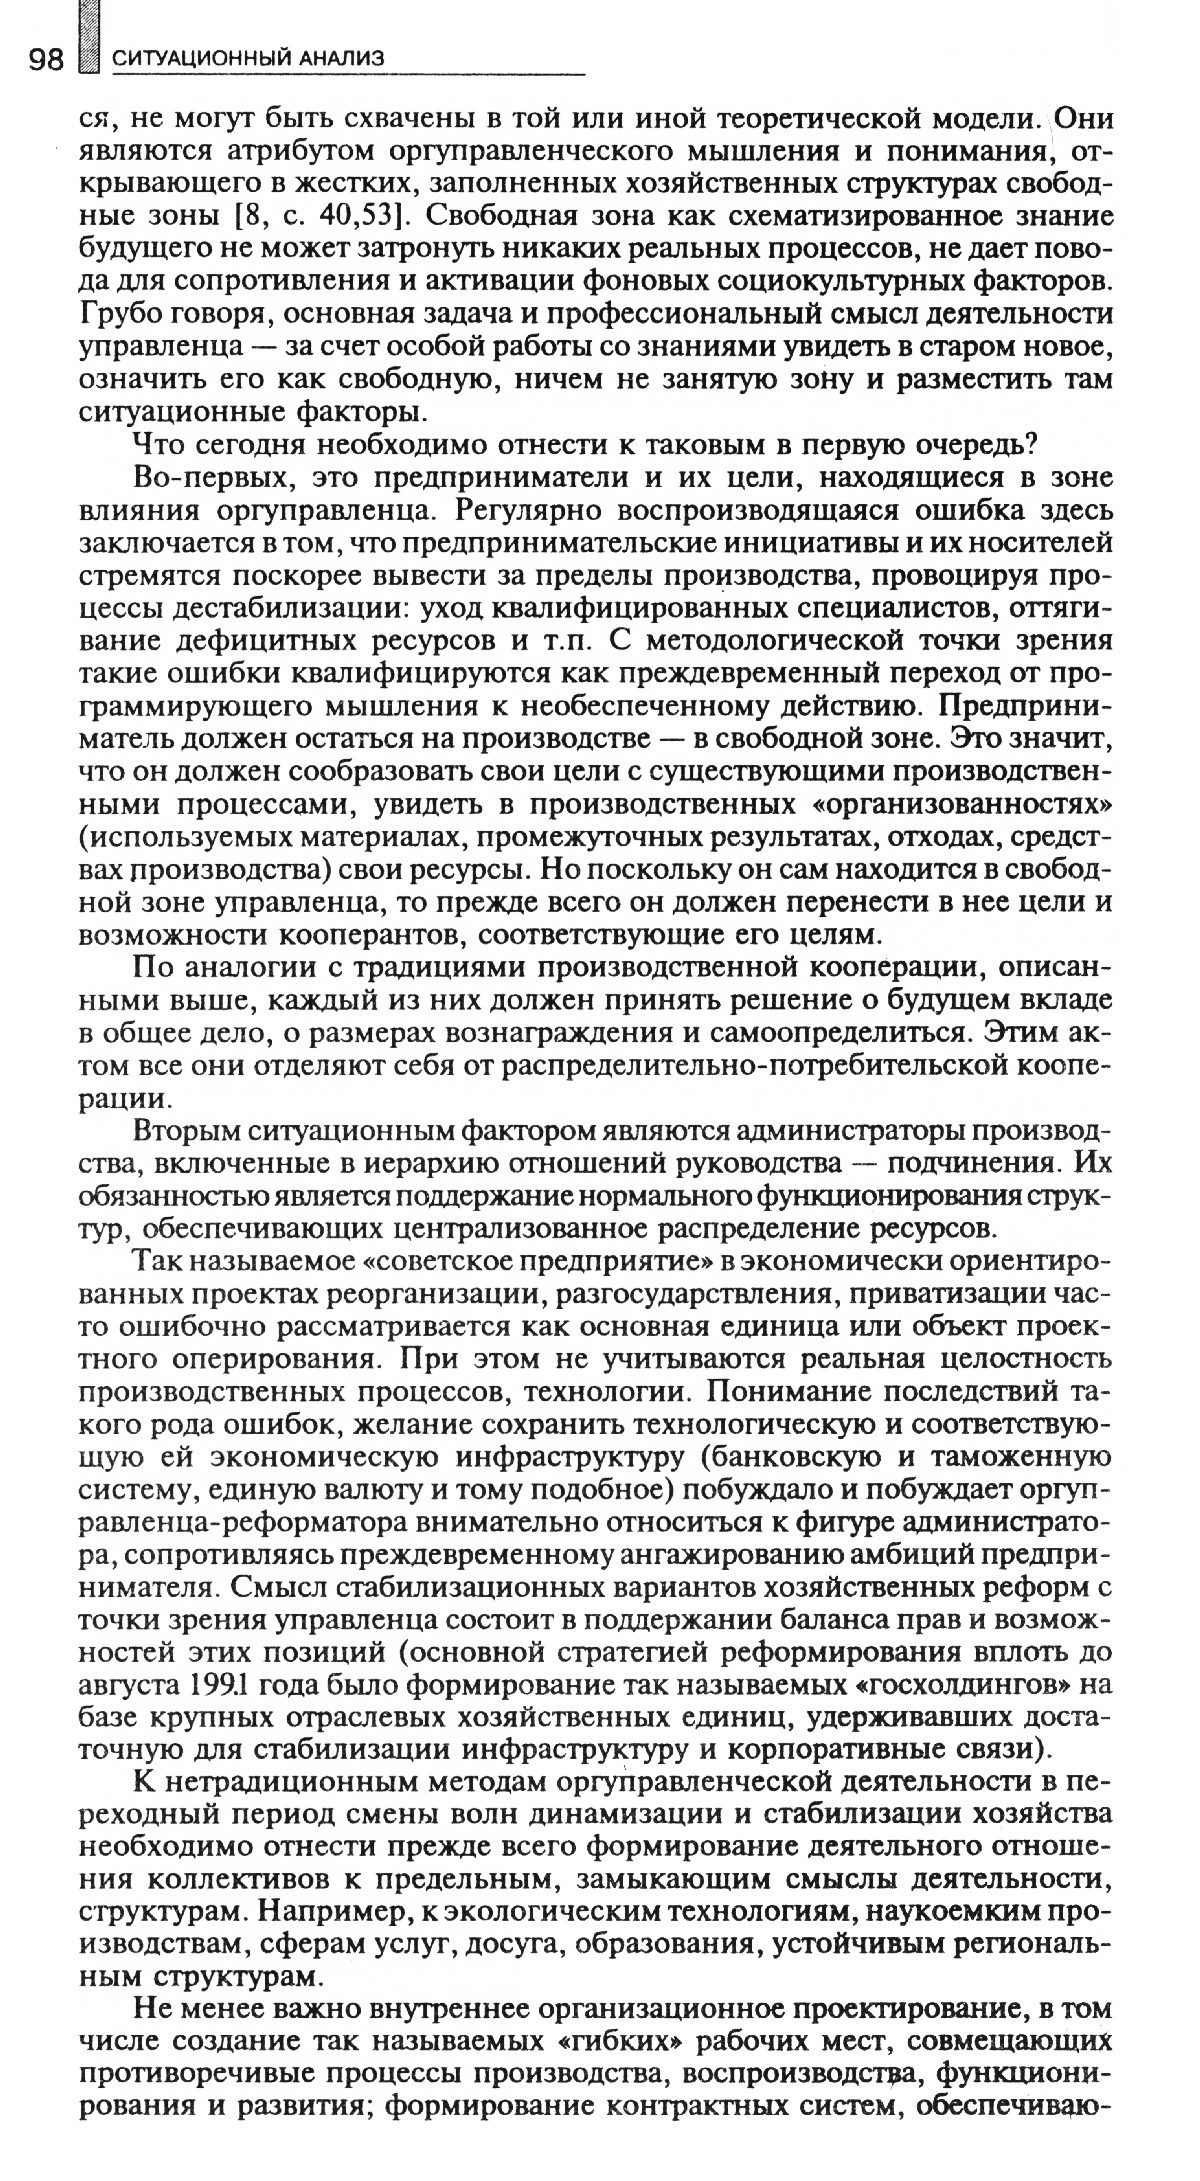 98
СИТУАЦИОННЫЙ АНАЛИЗ
ся, не могут быть схвачены в той или иной теоретической модели. Они
являются атрибутом оргуправленческого мышления и понимания, от-
крывающего в жестких, заполненных хозяйственных структурах свобод-
ные зоны [8, с. 40,53]. Свободная зона как схематизированное знание
будущего не может затронуть никаких реальных процессов, не дает пово-
да для сопротивления и активации фоновых социокультурных факторов.
Грубо говоря, основная задача и профессиональный смысл деятельности
управленца — за счет особой работы со знаниями увидеть в старом новое,
означить его как свободную, ничем не занятую зону и разместить там
ситуационные факторы.
Что сегодня необходимо отнести к таковым в первую очередь?
Во-первых, это предприниматели и их цели, находящиеся в зоне
влияния оргуправленца. Регулярно воспроизводящаяся ошибка здесь
заключается в том, что предпринимательские инициативы и их носителей
стремятся поскорее вывести за пределы производства, провоцируя про-
цессы дестабилизации: уход квалифицированных специалистов, оттяги-
вание дефицитных ресурсов и т.п. С методологической точки зрения
такие ошибки квалифицируются как преждевременный переход от про-
граммирующего мышления к необеспеченному действию. Предприни-
матель должен остаться на производстве — в свободной зоне. Это значит,
что он должен сообразовать свои цели с существующими производствен-
ными процессами, увидеть в производственных «организованностях»
(используемых материалах, промежуточных результатах, отходах, средст-
вах производства) свои ресурсы. Но поскольку он сам находится в свобод-
ной зоне управленца, то прежде всего он должен перенести в нее цели и
возможности кооперантов, соответствующие его целям.
По аналогии с традициями производственной кооперации, описан-
ными выше, каждый из них должен принять решение о будущем вкладе
в общее дело, о размерах вознаграждения и самоопределиться. Этим ак-
том все они отделяют себя от распределительно-потребительской коопе-
рации.
Вторым ситуационным фактором являются администраторы производ-
ства, включенные в иерархию отношений руководства — подчинения. Их
обязанностью является поддержание нормального функционирования струк-
тур, обеспечивающих централизованное распределение ресурсов.
Так называемое «советское предприятие» в экономически ориентиро-
ванных проектах реорганизации, разгосударствления, приватизации час-
то ошибочно рассматривается как основная единица или объект проек-
тного оперирования. При этом не учитываются реальная целостность
производственных процессов, технологии. Понимание последствий та-
кого рода ошибок, желание сохранить технологическую и соответствую-
щую ей экономическую инфраструктуру (банковскую и таможенную
систему, единую валюту и тому подобное) побуждало и побуждает оргуп-
равленца-реформатора внимательно относиться к фигуре администрато-
ра, сопротивляясь преждевременному ангажированию амбиций предпри-
нимателя. Смысл стабилизационных вариантов хозяйственных реформ с
точки зрения управленца состоит в поддержании баланса прав и возмож-
ностей этих позиций (основной стратегией реформирования вплоть до
августа 1991 года было формирование так называемых «госхолдингов» на
базе крупных отраслевых хозяйственных единиц, удерживавших доста-
точную для стабилизации инфраструктуру и корпоративные связи).
К нетрадиционным методам оргуправленческой деятельности в пе-
реходный период смены волн динамизации и стабилизации хозяйства
необходимо отнести прежде всего формирование деятельного отноше-
ния коллективов к предельным, замыкающим смыслы деятельности,
структурам. Например, к экологическим технологиям, наукоемким про-
изводствам, сферам услуг, досуга, образования, устойчивым региональ-
ным структурам.
Не менее важно внутреннее организационное проектирование, в том
числе создание так называемых «гибких» рабочих мест, совмещающих
противоречивые процессы производства, воспроизводства, функциони-
рования и развития; формирование контрактных систем, обеспечиваю-